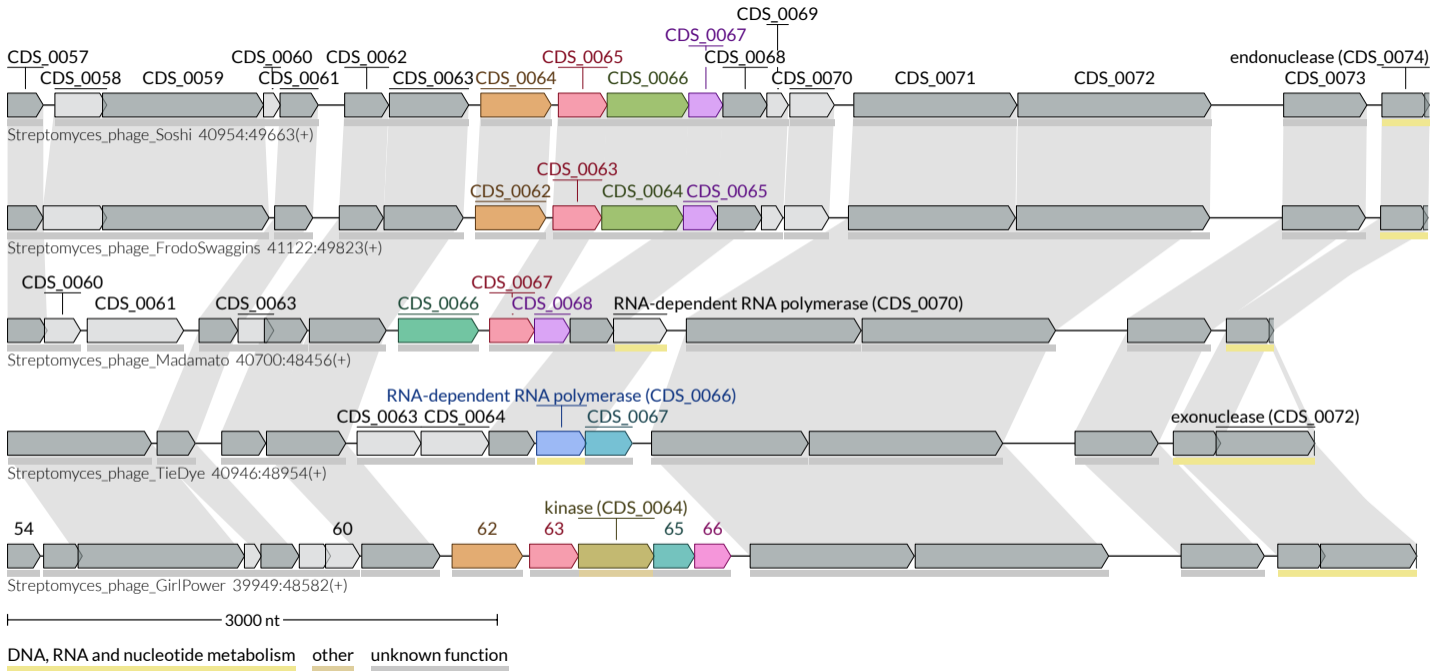 CDS_0069
CDS_0067
CDS_0057 CDS_0060 CDS_0062 CDS_0065 CDS_0068 endonuclease (CDS_0074)
CDS_0058 CDS_0059 CDS_0061 CDS_0063 CDS_0064 CDS_0066 CDS_0070 CDS_0071 CDS_0072 CDS_0073
Streptomyces_phage_Soshi 40954:49663(+)
CDS_0063
CDS_0062 CDS_0064 CDS_0065
Streptomyces_phage_FrodoSwaggins 41122:49823(+)
CDS_0060 CDS_0067
CDS_0061 CDS_0063 CDS_0066 CDS_0068 RNA-dependent RNA polymerase (CDS_0070)
Streptomyces_phage_Madamato 40700:48456(+)
RNA-dependent RNA polymerase (CDS_0066)
CDS_0063 CDS_0064 CDS_0067 exonuclease (CDS_0072)
Streptomyces_phage_TieDye 40946:48954(+)
kinase (CDS_0064)
54 60 62 63 65 66
Streptomyces_phage_GirlPower 39949:48582(+)
3000 nt
DNA, RNA and nucleotide metabolism other unknown function